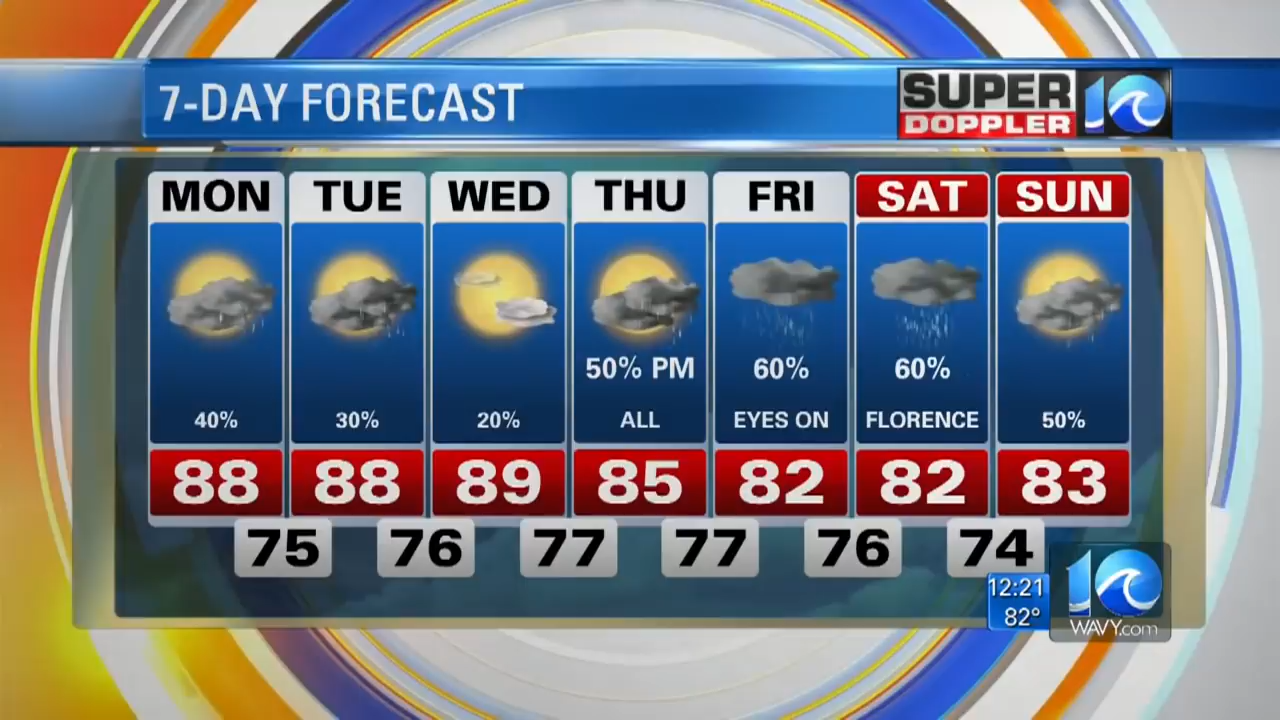 7-DAY FORECAST
SUPER
DOPPLER 10
MON TUE WED THU FRI SAT SUN
50% PM 60% 60%
40% 30% 20% ALL EYES ON FLORENCE 50%
88 88 89 85 82 82 83
75 76 77 77 76 74
12:21
82°
10
WAVY.com